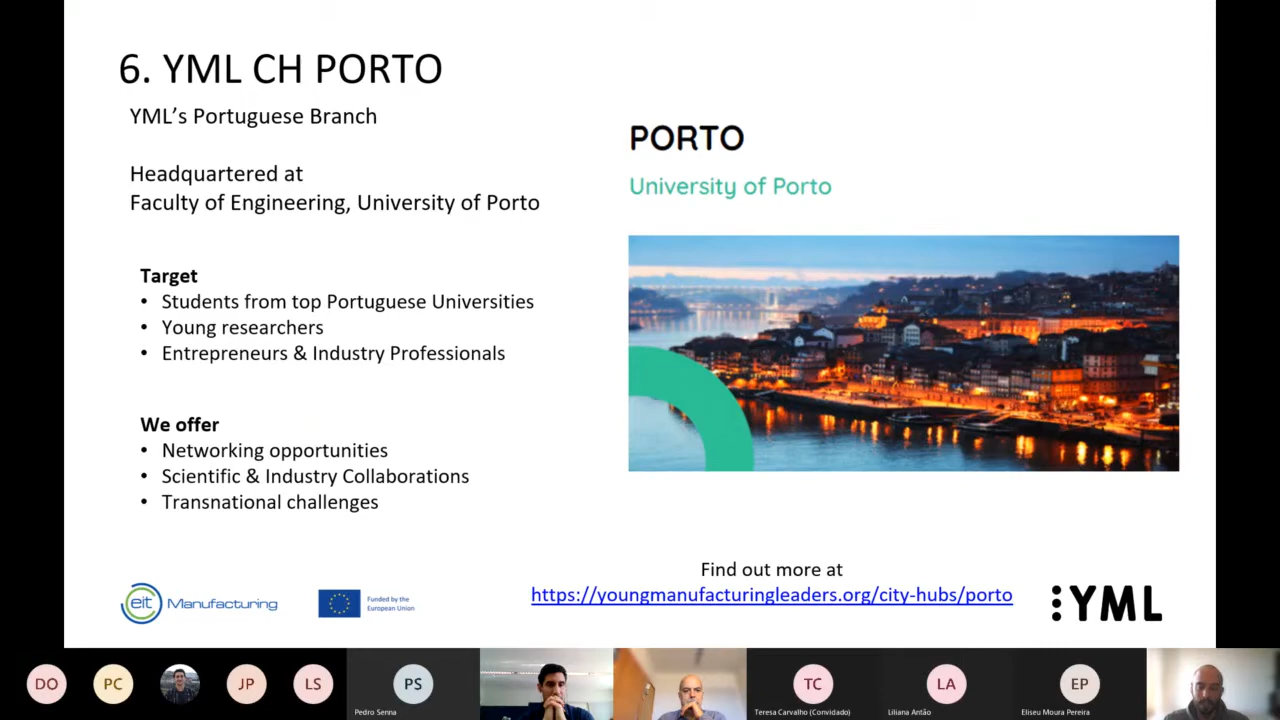 6. YML CH PORTO
YML's Portuguese Branch
Headquartered at
Faculty of Engineering, University of Porto
Target
• Students from top Portuguese Universities
• Young researchers
• Entrepreneurs & Industry Professionals
We offer
• Networking opportunities
• Scientific & Industry Collaborations
• Transnational challenges
PORTO
University of Porto
Find out more at
https://youngmanufacturingleaders.org/city-hubs/porto
eit Manufacturing
Funded by the
European Union
:YML
DO
PC
JP
LS
PS
Pedro Senna
TC
Teresa Carvalho (Convidado)
LA
Liliana Antão
EP
Eliseu Moura Pereira